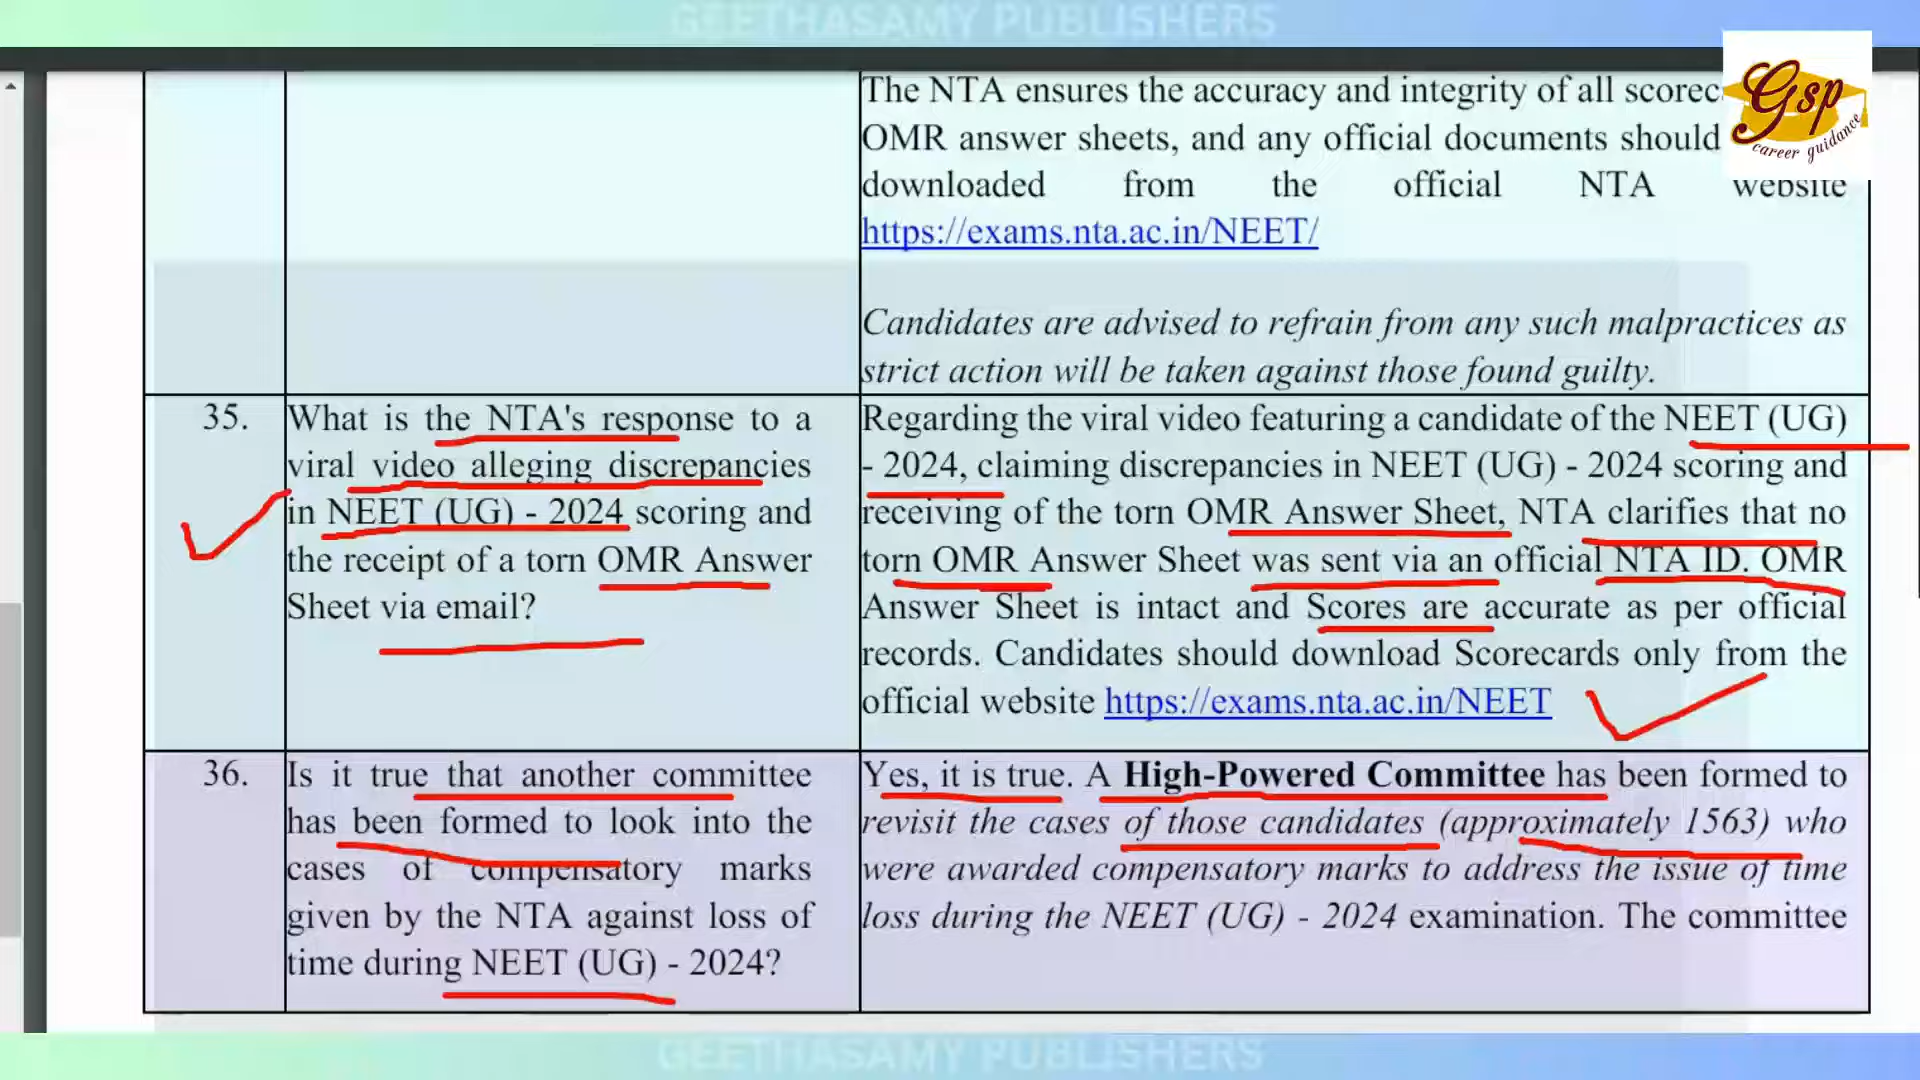 GEETHASAMY PUBLISHERS
The NTA ensures the accuracy and integrity of all
OMR answer sheets, and any official documents should
downloaded from the official NTA website
https://exams.nta.ac.in/NEET/
Gsp
career guidance
Candidates are advised to refrain from any such malpractices as
strict action will be taken against those found guilty.
35.
What is the NTA's response to a
viral video alleging discrepancies
in NEET (UG) - 2024 scoring and
the receipt of a torn OMR Answer
Sheet via email?
Regarding the viral video featuring a candidate of the NEET (UG)
- 2024, claiming discrepancies in NEET (UG) - 2024 scoring and
receiving of the torn OMR Answer Sheet, NTA clarifies that no
torn OMR Answer Sheet was sent via an official NTA ID. OMR
Answer Sheet is intact and Scores are accurate as per official
records. Candidates should download Scorecards only from the
official website https://exams.nta.ac.in/NEET
36.
Is it true that another committee
has been formed to look into the
cases of compensatory marks
given by the NTA against loss of
time during NEET (UG) - 2024?
Yes, it is true. A High-Powered Committee has been formed to
revisit the cases of those candidates (approximately 1563) who
were awarded compensatory marks to address the issue of time
loss during the NEET (UG) - 2024 examination. The committee
GEETHASAMY PUBLISHERS